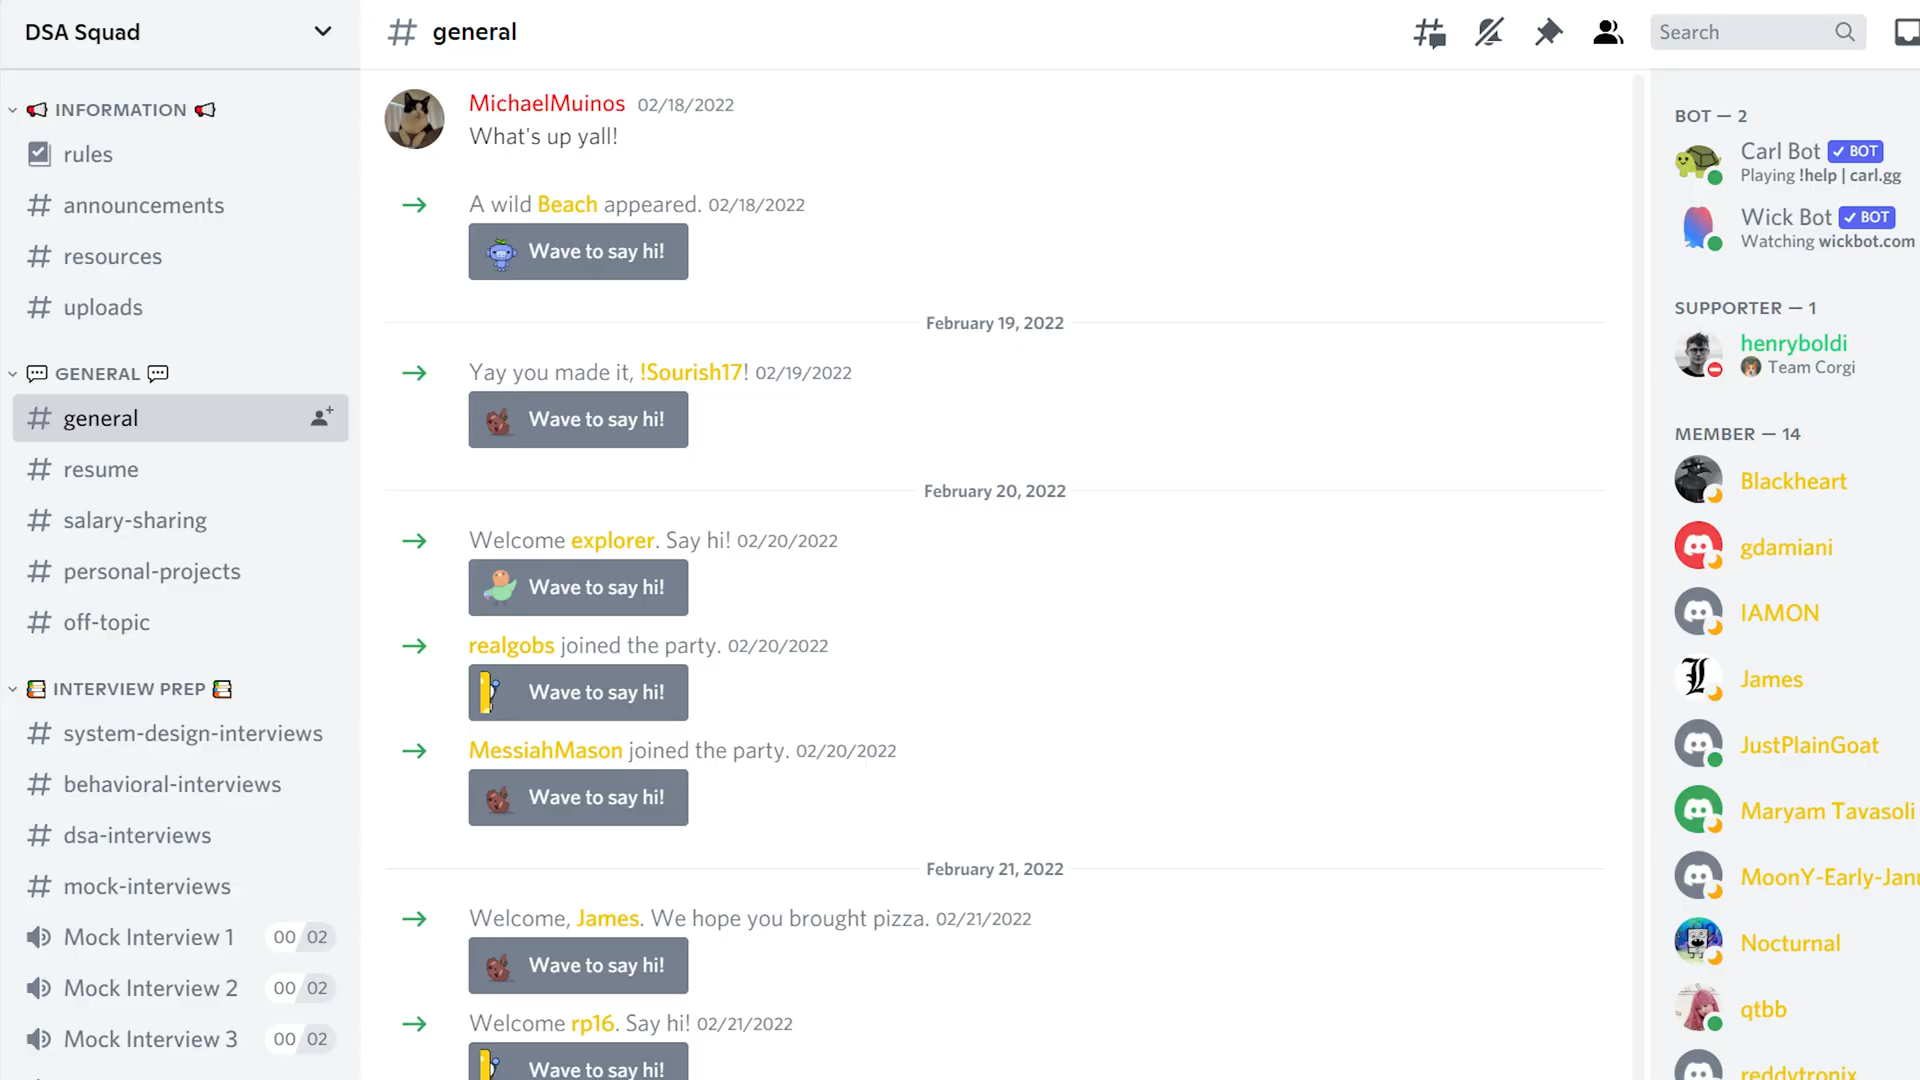 DSA Squad
INFORMATION
rules
announcements
resources
uploads
GENERAL
general
resume
salary-sharing
personal-projects
off-topic
INTERVIEW PREP
system-design-interviews
behavioral-interviews
dsa-interviews
mock-interviews
Mock Interview 1 00 02
Mock Interview 2 00 02
Mock Interview 3 00 02
# general
Search
MichaelMuinos 02/18/2022
What's up yall!
A wild Beach appeared. 02/18/2022
Wave to say hi!
February 19, 2022
Yay you made it, !Sourish17! 02/19/2022
Wave to say hi!
February 20, 2022
Welcome explorer. Say hi! 02/20/2022
Wave to say hi!
realgobs joined the party. 02/20/2022
Wave to say hi!
MessiahMason joined the party. 02/20/2022
Wave to say hi!
February 21, 2022
Welcome, James. We hope you brought pizza. 02/21/2022
Wave to say hi!
Welcome rp16. Say hi! 02/21/2022
Wave to say hi!
BOT — 2
Carl Bot ✓ BOT
Playing !help | carl.gg
Wick Bot ✓ BOT
Watching wickbot.com
SUPPORTER — 1
henryboldi
Team Corgi
MEMBER — 14
Blackheart
gdamiani
IAMON
James
JustPlainGoat
Maryam Tavasoli
MoonY-Early-Janu
Nocturnal
qtbb
reddytronix